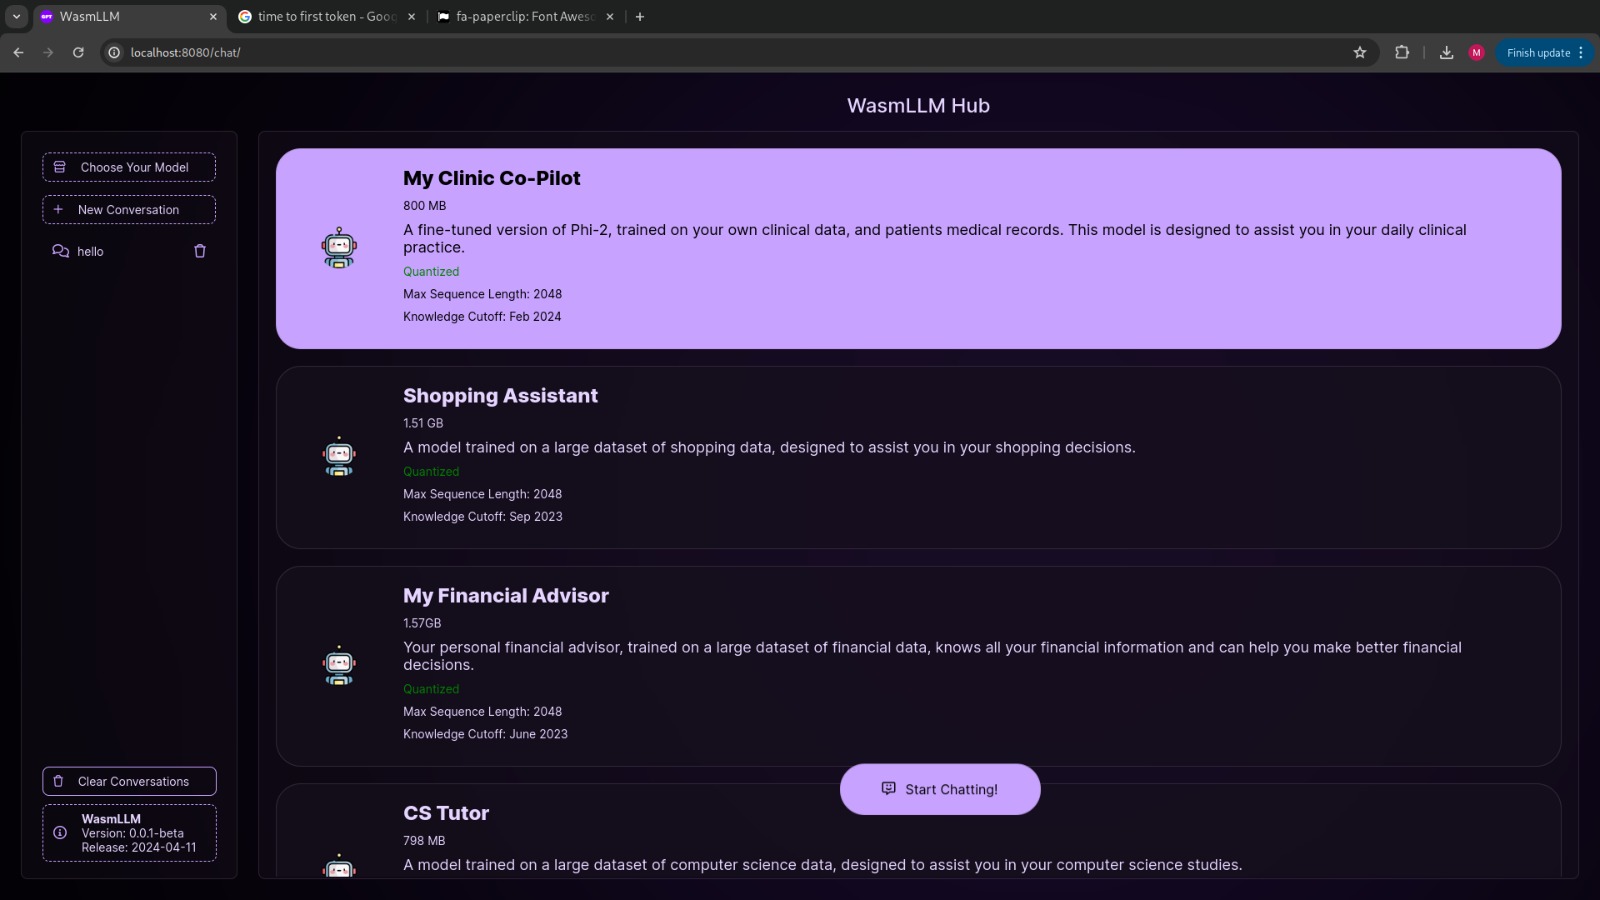 WasmLLM
time to first token - Goo
fa-paperclip: Font Awes
localhost:8080/chat/
M
Finish update
WasmLLM Hub
Choose Your Model
New Conversation
hello
Clear Conversations
WasmLLM
Version: 0.0.1-beta
Release: 2024-04-11
My Clinic Co-Pilot
800 MB
A fine-tuned version of Phi-2, trained on your own clinical data, and patients medical records. This model is designed to assist you in your daily clinical
practice.
Quantized
Max Sequence Length: 2048
Knowledge Cutoff: Feb 2024
Shopping Assistant
1.51 GB
A model trained on a large dataset of shopping data, designed to assist you in your shopping decisions.
Quantized
Max Sequence Length: 2048
Knowledge Cutoff: Sep 2023
My Financial Advisor
1.57GB
Your personal financial advisor, trained on a large dataset of financial data, knows all your financial information and can help you make better financial
decisions.
Quantized
Max Sequence Length: 2048
Knowledge Cutoff: June 2023
Start Chatting!
CS Tutor
798 MB
A model trained on a large dataset of computer science data, designed to assist you in your computer science studies.